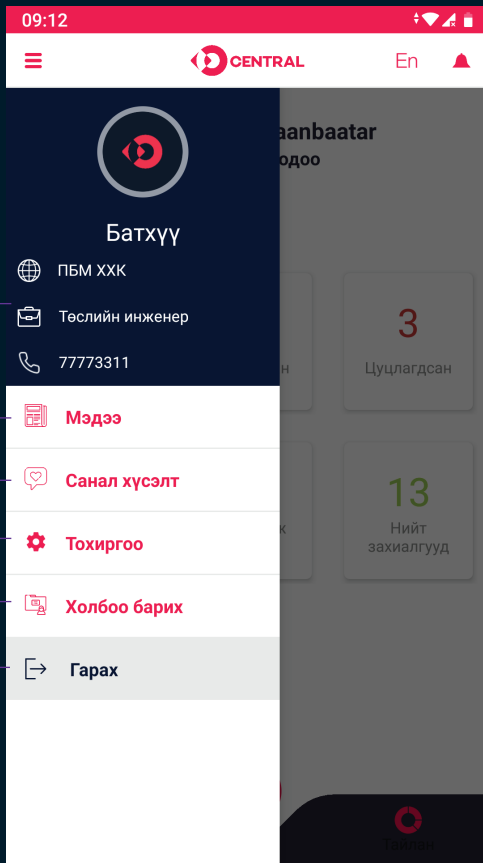 09:12
CENTRAL
En
aanbaatar
одоо
Батхүү
ПБМ ХХК
Төслийн инженер
77773311
3
Цуцлагдсан
н
Мэдээ
Санал хүсэлт
Тохиргоо
Холбоо барих
Гарах
13
Нийт
захиалгууд
ж
Тайлан